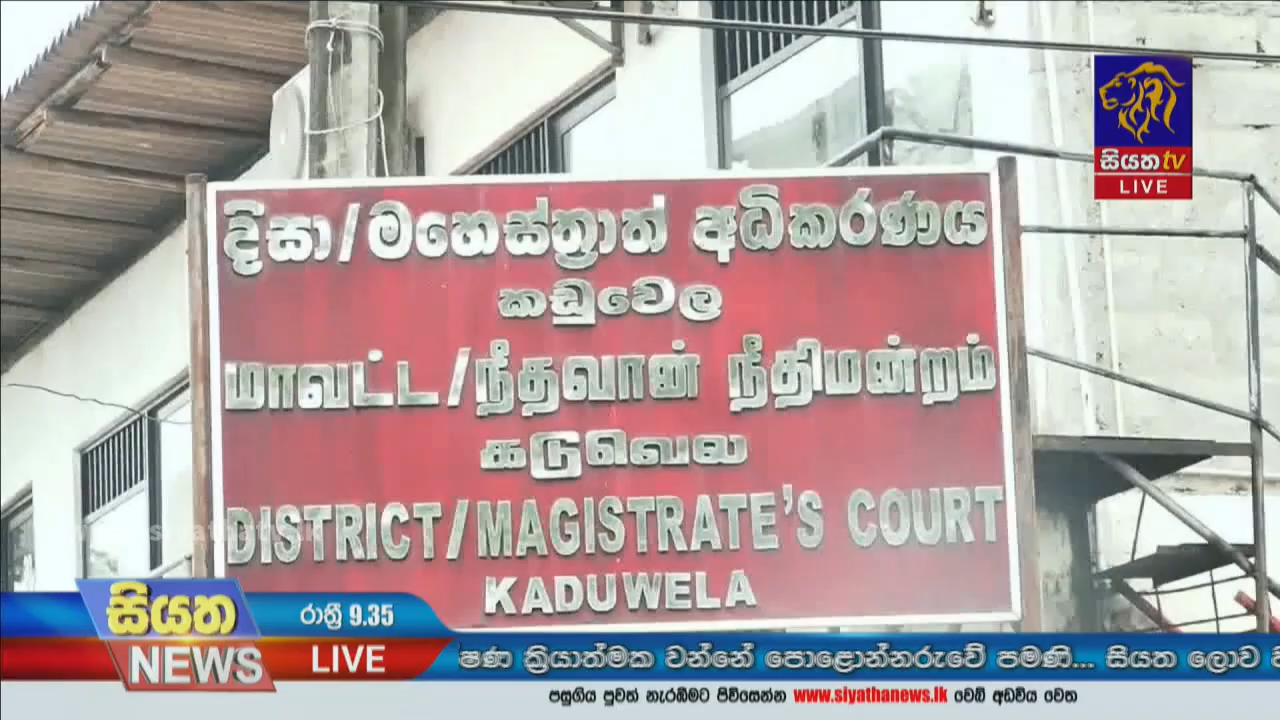 සියත tv
LIVE
දිසා/මහෙස්ත්‍රාත් අධිකරණය
කඩුවෙල
மாவட்ட/நீதவான் நீதிமன்றம்
கடுவெல
DISTRICT/MAGISTRATE'S COURT
KADUWELA
සියත
NEWS
රාත්‍රී 9.35
LIVE
ෂණ ක්‍රියාත්මක වන්නේ පොළොන්නරුවේ පමණි... සියත ලොව
පසුගිය පුවත් නැරඹීමට පිවිසෙන්න www.siyathanews.lk වෙබ් අඩවිය වෙත